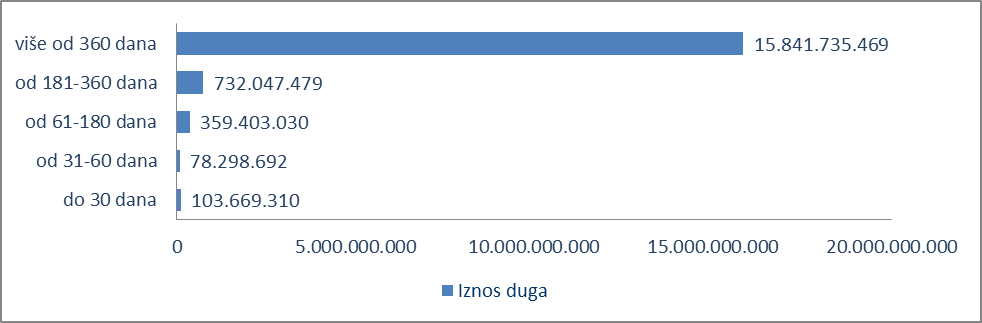 više od 360 dana 15.841.735.469
od 181-360 dana 732.047.479
od 61-180 dana 359.403.030
od 31-60 dana 78.298.692
do 30 dana 103.669.310
0 5.000.000.000 10.000.000.000 15.000.000.000 20.000.000.000
Iznos duga